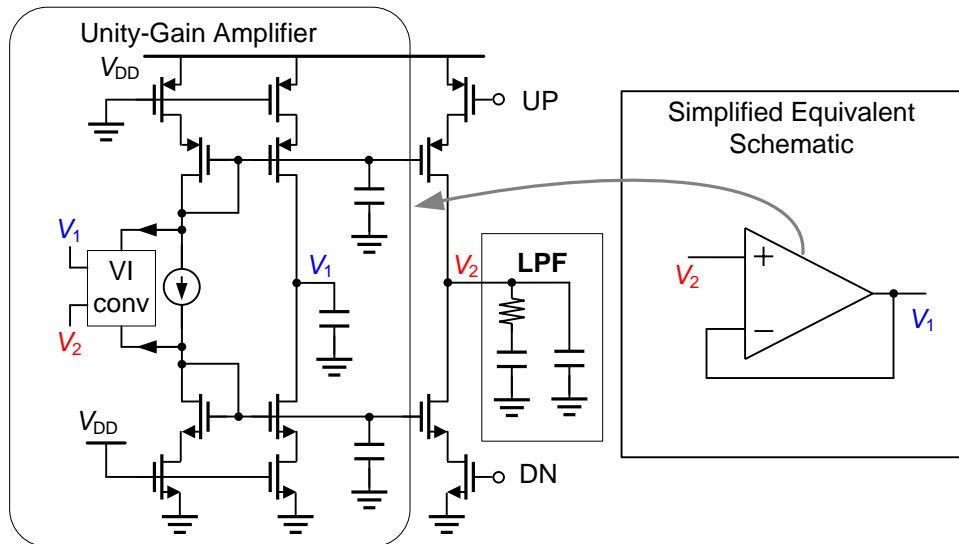 Unity-Gain Amplifier
VDD
UP
V1
VI
conv
V2
V1
V2
LPF
VDD
DN
Simplified Equivalent
Schematic
V2
+
−
V1